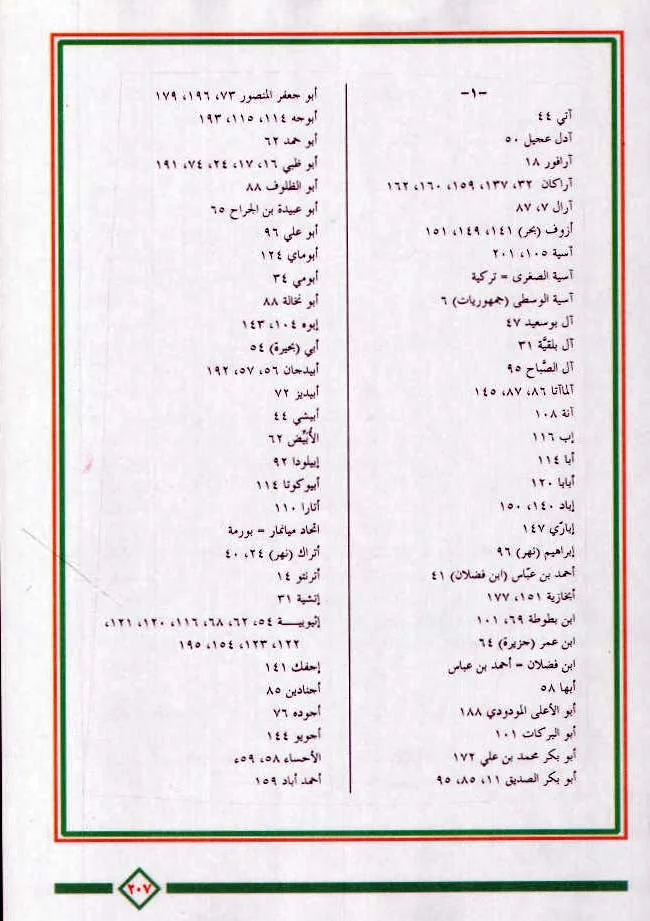 -١-
آتي ٤٤
آدل عجيل ٥٠
آرافور ١٨
آراكان ٣٢، ١٣٧، ١٥٩، ١٦٠، ١٦٢
آرال ٧، ٨٧
أزوف (بحر) ١٤١، ١٤٩، ١٥١
آسية ١٠٥، ٢٠١
آسية الصغرى = تركية
آسية الوسطى (جمهوريات) ٦
آل بوسعيد ٤٧
آل بلقيَّة ٣١
آل الصَّباح ٩٥
آلماآتا ٨٦، ٨٧، ١٤٥
آنة ١٠٨
إب ١١٦
أبا ١١٤
أبابا ١٢٠
إباد ١٤٠، ١٥٠
إبارّي ١٤٧
إبراهيم (نهر) ٩٦
أحمد بن عبّاس (ابن فضلان) ٤١
أبخازية ١٥١، ١٧٧
ابن بطوطة ٦٩، ١٠١
ابن عمر (جزيرة) ٦٤
ابن فضلان = أحمد بن عباس
أبها ٥٨
أبو الأعلى المودودي ١٨٨
أبو البركات ١٠١
أبو بكر محمد بن علي ١٧٢
أبو بكر الصديق ١١، ٨٥، ٩٥
أبو جعفر المنصور ٧٣، ١٩٦، ١٧٩
أبوجه ١١٤، ١١٥، ١٩٣
أبو حمد ٦٢
أبو ظبي ١٦، ١٧، ٢٤، ٧٤، ١٩١
أبو الظلوف ٨٨
أبو عبيدة بن الجراح ٦٥
أبو علي ٩٦
أبوماي ١٢٤
أبومي ٣٤
أبو نخالة ٨٨
إبوه ١٠٤، ١٤٣
أبي (بحيرة) ٥٤
أبيدجان ٥٦، ٥٧، ١٩٢
أبيديز ٧٢
أبيشي ٤٤
الأُبيِّض ٦٢
إبيلودا ٩٢
أبيوكوتا ١١٤
أتارا ١١٠
اتحاد ميانمار = بورمة
أتراك (نهر) ٢٤، ٤٠
أترنتو ١٤
إتشية ٣١
إثيوبيــة ٥٤، ٦٢، ٦٨، ١١٦، ١٢٠، ١٢١،
١٢٢، ١٢٣، ١٥٤، ١٩٥
إجفك ١٤١
أجنادين ٨٥
أجوده ٧٦
أجويو ١٤٤
الأحساء ٥٨، ٥٩ء
أحمد أباد ١٥٩
٢٠٧